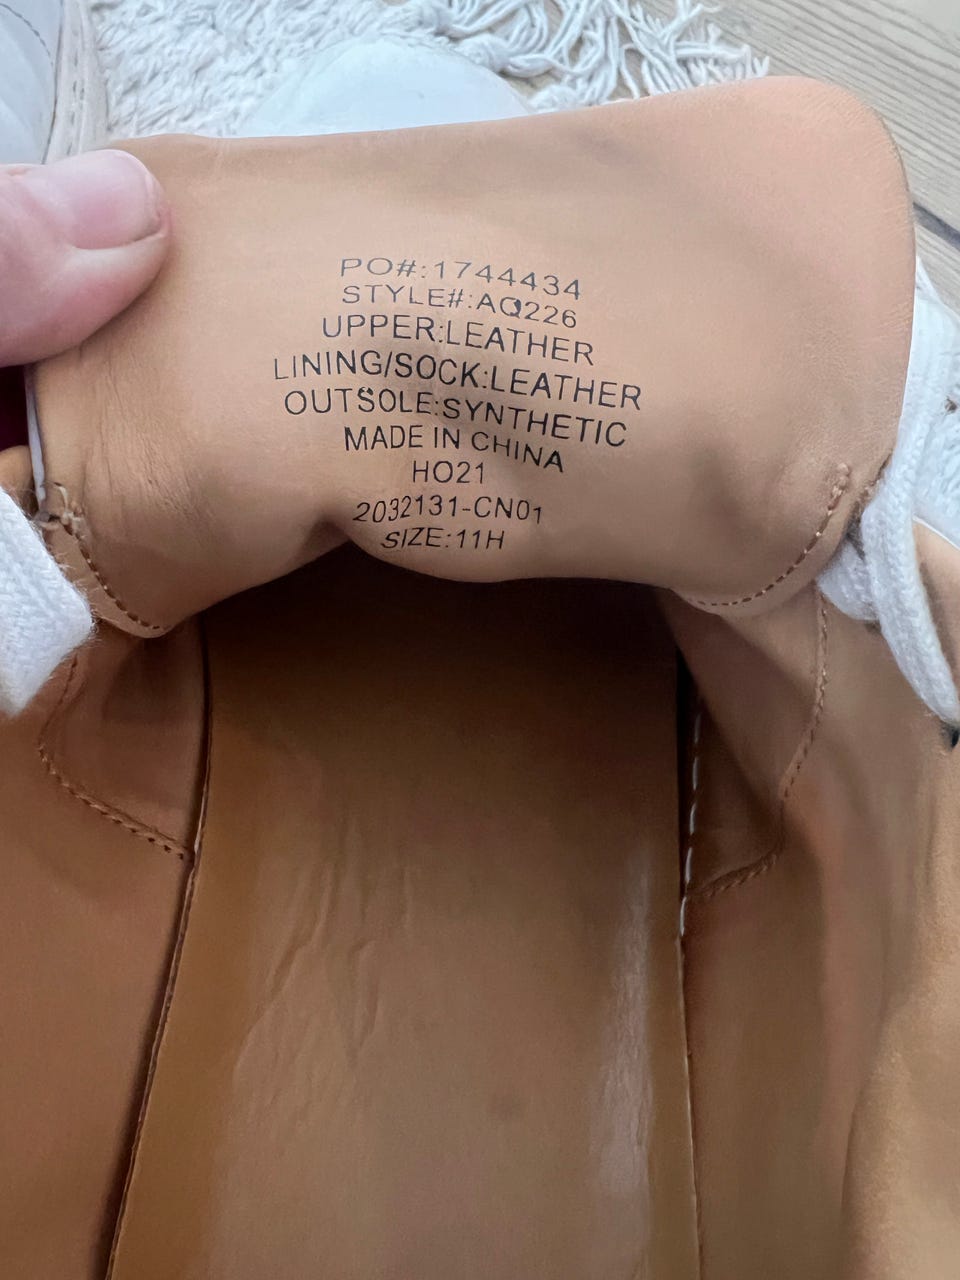 PO#:1744434
STYLE#:AQ226
UPPER:LEATHER
LINING/SOCK:LEATHER
OUTSOLE:SYNTHETIC
MADE IN CHINA
HO21
2032131-CN01
SIZE:11H